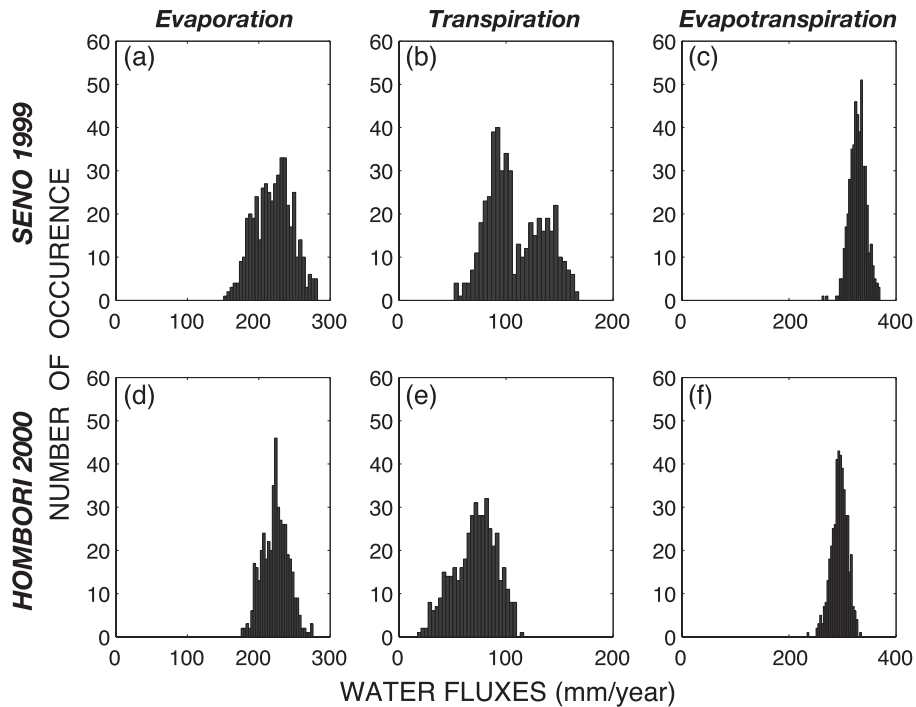 Evaporation Transpiration Evapotranspiration
SENO 1999
HOMBORI 2000
NUMBER OF OCCURENCE
(a)
60
50
40
30
20
10
0
0 100 200 300
(b)
60
50
40
30
20
10
0
0 100 200
(c)
60
50
40
30
20
10
0
0 200 400
(d)
60
50
40
30
20
10
0
0 100 200 300
(e)
60
50
40
30
20
10
0
0 100 200
(f)
60
50
40
30
20
10
0
0 200 400
WATER FLUXES (mm/year)